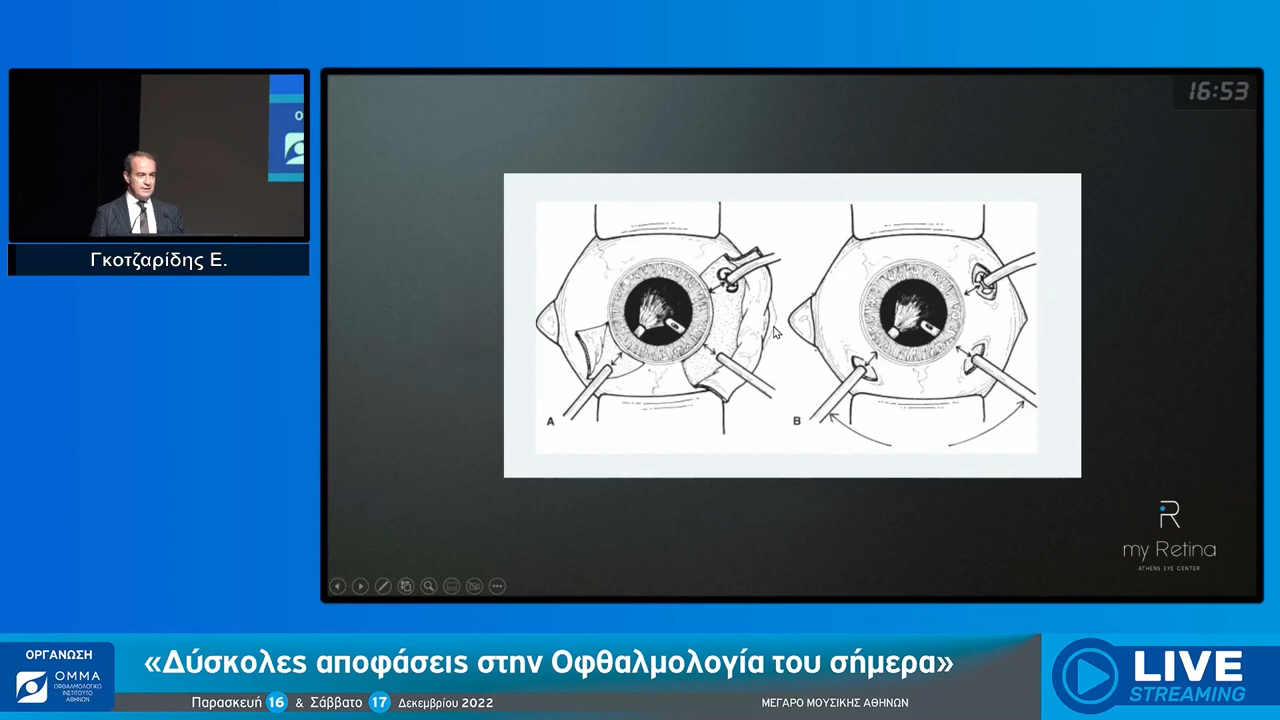 16:53
Ο
Γκοτζαρίδης Ε.
A
B
R
my Retina
ATHENS EYE CENTER
ΟΡΓΑΝΩΣΗ
ΟΜΜΑ
ΟΦΘΑΛΜΟΛΟΓΙΚΟ
ΙΝΣΤΙΤΟΥΤΟ
ΑΘΗΝΩΝ
«Δύσκολες αποφάσεις στην Οφθαλμολογία του σήμερα»
Παρασκευή 16 & Σάββατο 17 Δεκεμβρίου 2022
ΜΕΓΑΡΟ ΜΟΥΣΙΚΗΣ ΑΘΗΝΩΝ
LIVE
STREAMING